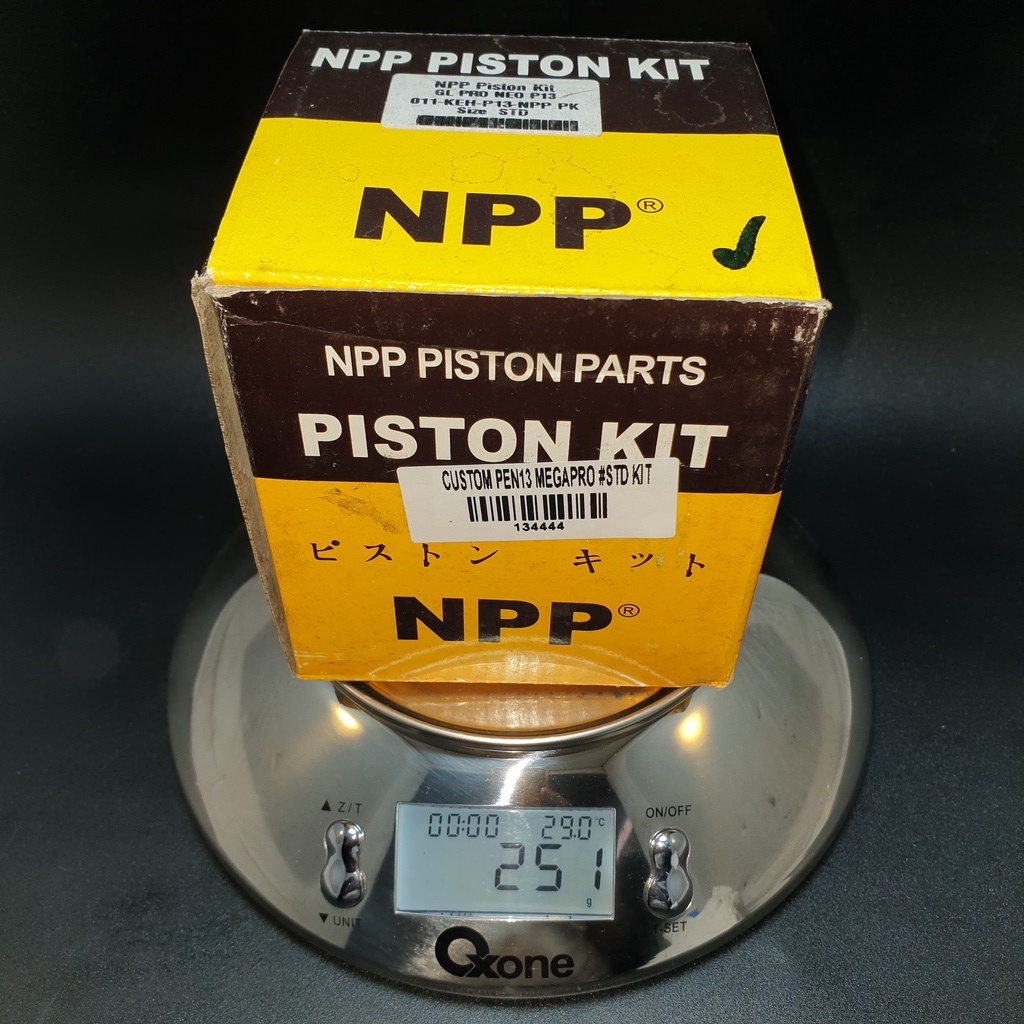 NPP PISTON KIT
NPP Piston Kit
GL PRO NEO P13
011-KEH-P13-NPP PK
Size STD
NPP®
NPP PISTON PARTS
PISTON KIT
CUSTOM PEN13 MEGAPRO #STD KIT
134444
ピストン キット
NPP®
▲ Z/T
ON/OFF
00:00 29.0°C
251
g
▼ UNIT
T-SET
Oxone